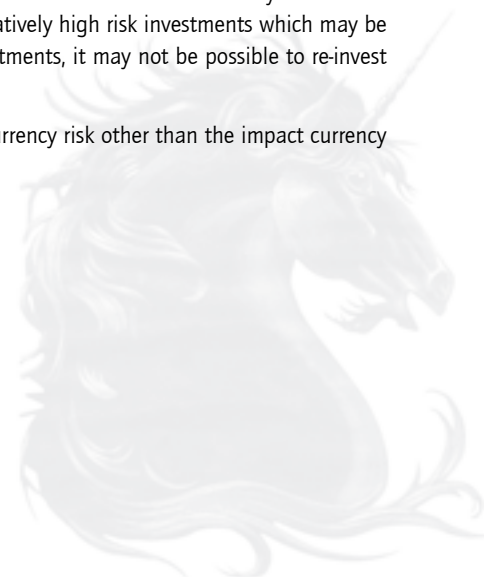 atively high risk investments which may be
tments, it may not be possible to re-invest
urrency risk other than the impact currency